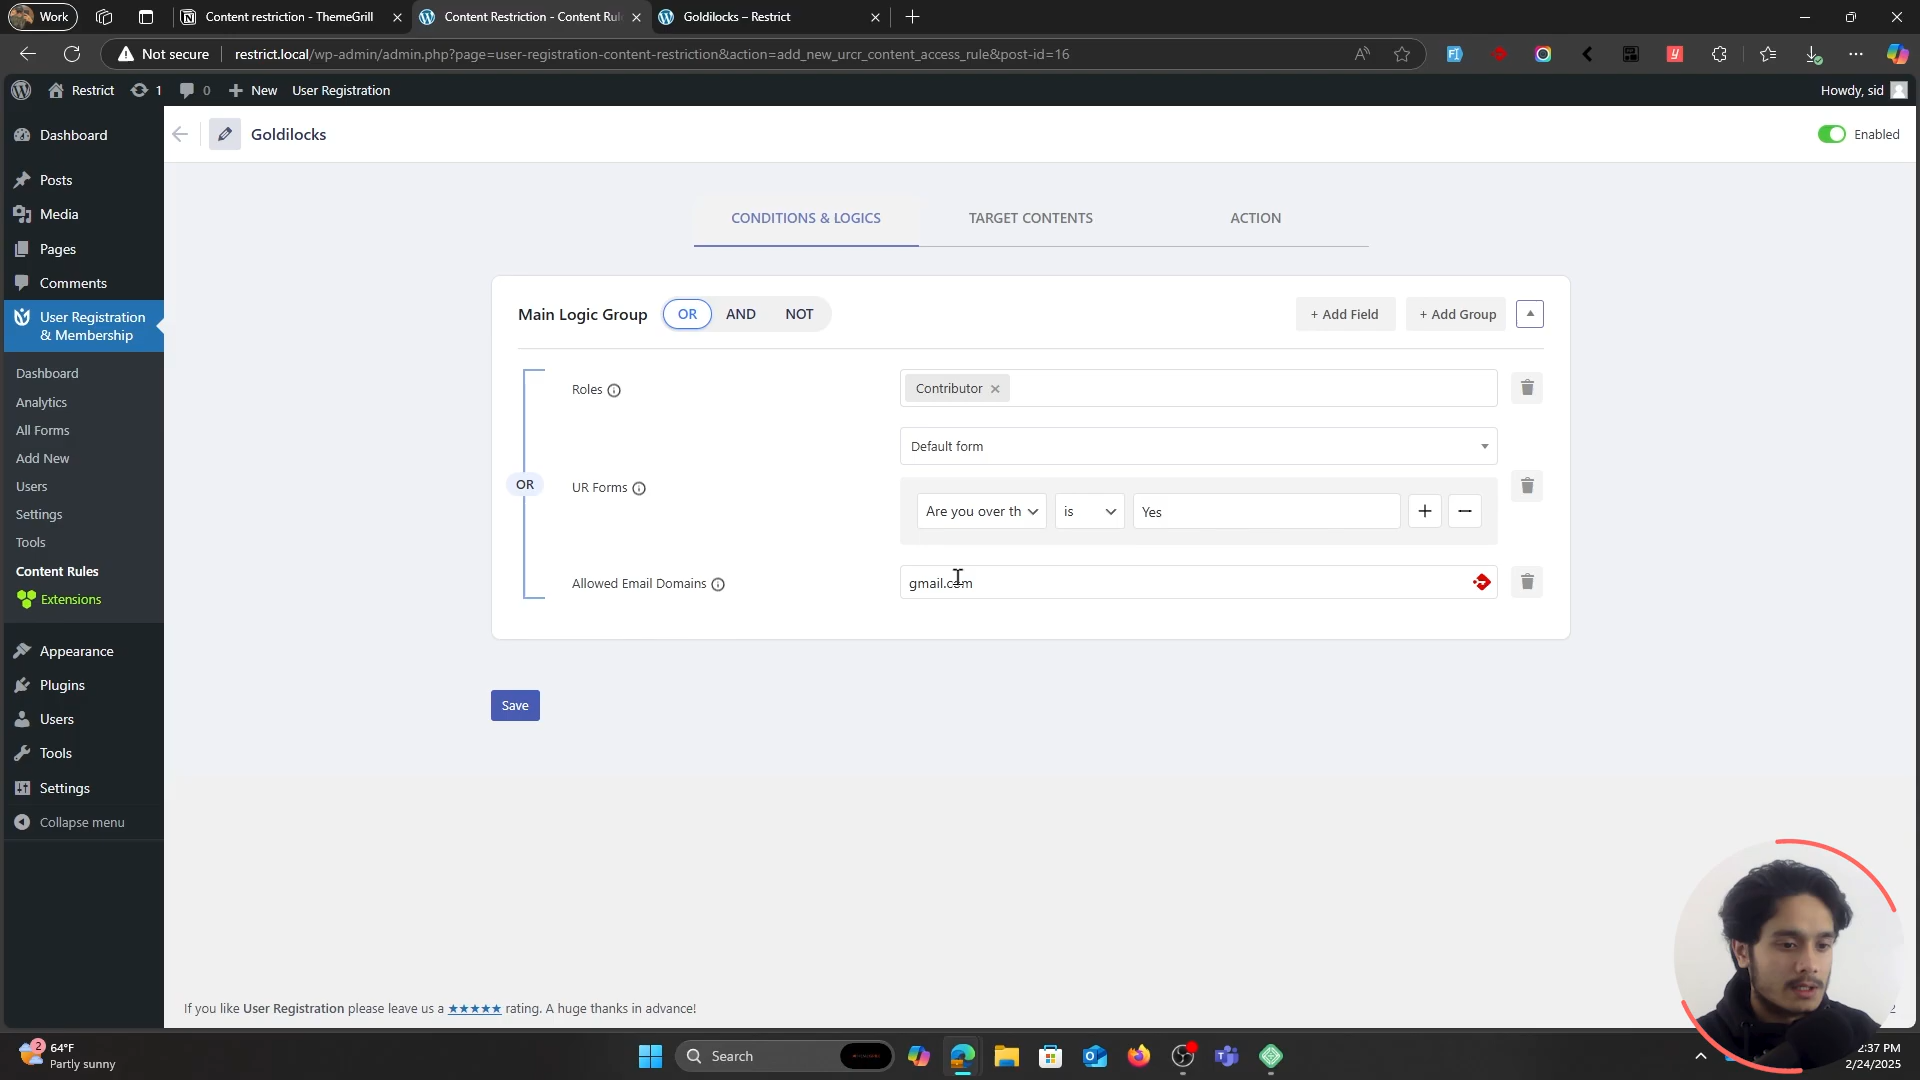 Work
Content restriction - ThemeGrill
Content Restriction - Content Rul
Goldilocks – Restrict
Not secure
restrict.local/wp-admin/admin.php?page=user-registration-content-restriction&action=add_new_urcr_content_access_rule&post-id=16
Restrict
1
0
New
User Registration
Howdy, sid
Dashboard
Posts
Media
Pages
Comments
User Registration
& Membership
Dashboard
Analytics
All Forms
Add New
Users
Settings
Tools
Content Rules
Extensions
Appearance
Plugins
Users
Tools
Settings
Collapse menu
Goldilocks
Enabled
CONDITIONS & LOGICS
TARGET CONTENTS
ACTION
Main Logic Group
OR
AND
NOT
+ Add Field
+ Add Group
Roles
Contributor
Default form
OR
UR Forms
Are you over th
is
Yes
Allowed Email Domains
gmail.com
Save
If you like User Registration please leave us a ★★★★★ rating. A huge thanks in advance!
2
64°F
Partly sunny
Search
2:37 PM
2/24/2025